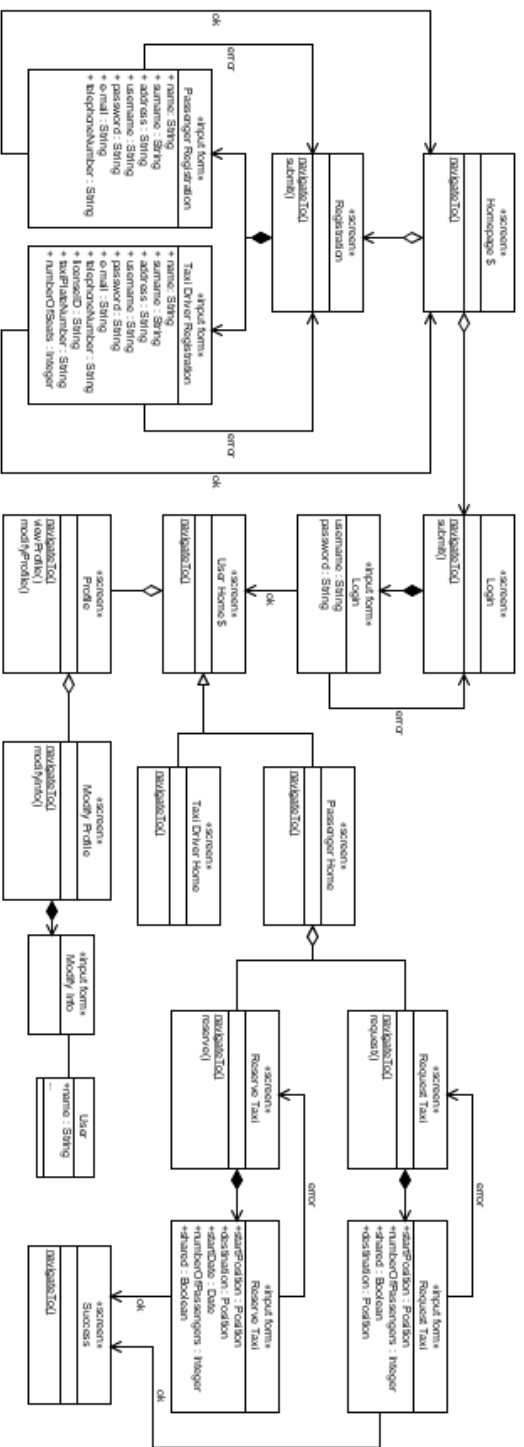 «screen»
Homepage $
navigateTo()
ok
error
«screen»
Registration
navigateTo()
submit()
error
ok
«input form»
Passenger Registration
+ name: String
+ surname : String
+ address : String
+ username : String
+ password : String
+ e-mail : String
+ telephoneNumber : String
«input form»
Taxi Driver Registration
+ name: String
+ surname : String
+ address : String
+ username : String
+ password : String
+ e-mail : String
+ telephoneNumber : String
+ licenseID : String
+ taxiPlateNumber : String
+ numberOfSeats : Integer
«screen»
Login
navigateTo()
submit()
«input form»
Login
username : String
password : String
error
ok
«screen»
User Home $
navigateTo()
«screen»
Profile
navigateTo()
viewProfile()
modifyProfile()
«screen»
Passenger Home
navigateTo()
«screen»
Taxi Driver Home
navigateTo()
«screen»
Modify Profile
navigateTo()
modifyInfo()
«input form»
Modify Info
User
+name : String
...
«screen»
Request Taxi
navigateTo()
request()
error
«input form»
Request Taxi
+startPosition : Position
+numberOfPassengers : Integer
+shared : Boolean
+destination : Position
«screen»
Reserve Taxi
navigateTo()
reserve()
error
«input form»
Reserve Taxi
+startPosition : Position
+destination : Position
+startDate : Date
+numberOfPassengers : Integer
+shared : Boolean
ok
ok
«screen»
Success
navigateTo()